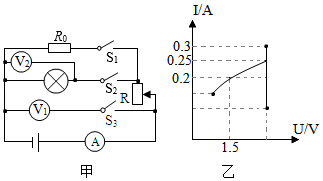 R₀
S₁
V₂
S₂
R
V₁
S₃
A
甲
I/A
0.3
0.25
0.2
1.5
U/V
乙